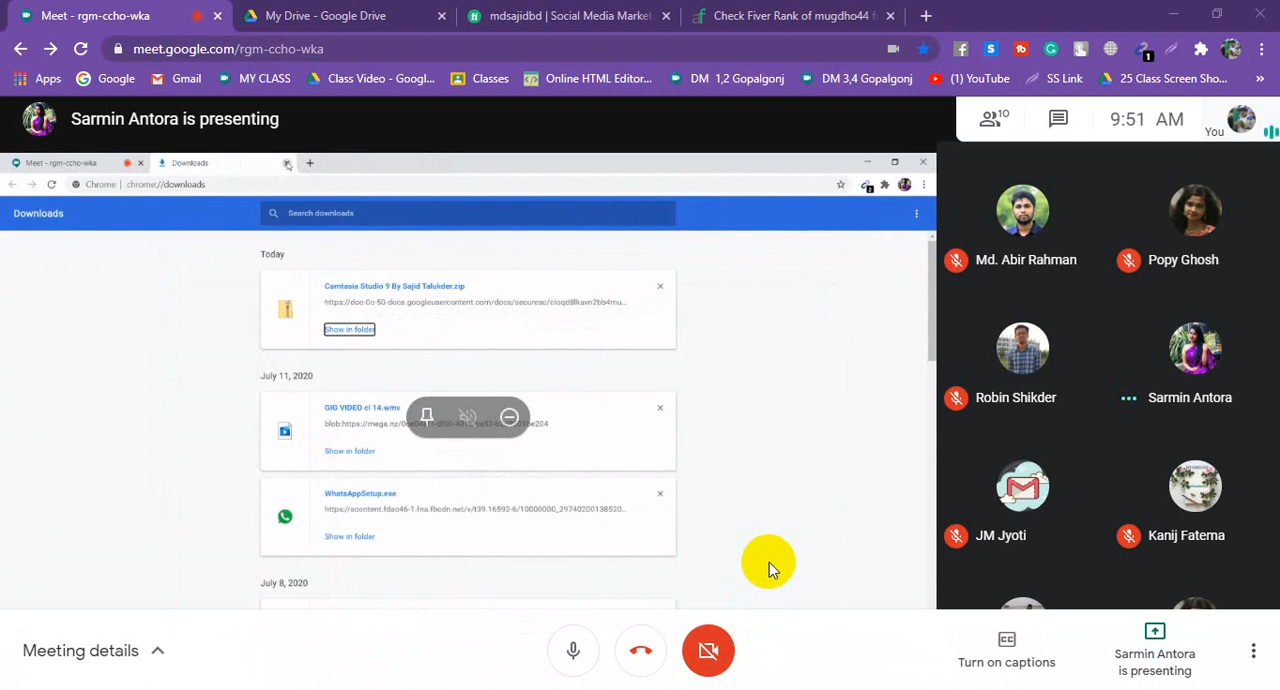 Meet - rgm-ccho-wka
My Drive - Google Drive
mdsajidbd | Social Media Market
Check Fiver Rank of mugdho44 f
meet.google.com/rgm-ccho-wka
1
Apps
Google
Gmail
MY CLASS
Class Video - Googl...
Classes
Online HTML Editor...
DM 1,2 Gopalgonj
DM 3,4 Gopalgonj
(1) YouTube
SS Link
25 Class Screen Sho...
Sarmin Antora is presenting
10
9:51 AM
You
Meet - rgm-ccho-wka
Downloads
Chrome | chrome://downloads
2
Downloads
Search downloads
Today
Camtasia Studio 9 By Sajid Talukder.zip
Show in folder
July 11, 2020
GIG VIDEO cl 14.wmv
Show in folder
WhatsAppSetup.exe
Show in folder
July 8, 2020
Md. Abir Rahman
Popy Ghosh
Robin Shikder
Sarmin Antora
JM Jyoti
Kanij Fatema
Meeting details
Turn on captions
Sarmin Antora
is presenting